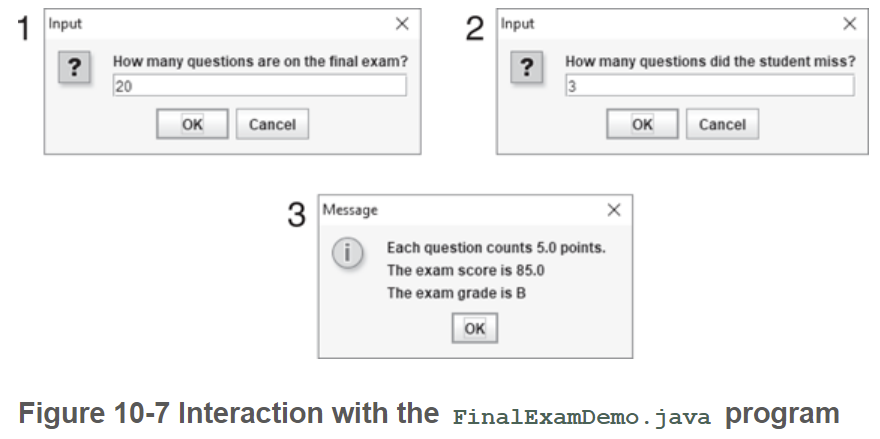 1
Input
?
How many questions are on the final exam?
20
OK Cancel
2
Input
?
How many questions did the student miss?
3
OK Cancel
3
Message
i
Each question counts 5.0 points.
The exam score is 85.0
The exam grade is B
OK
Figure 10-7 Interaction with the FinalExamDemo.java program